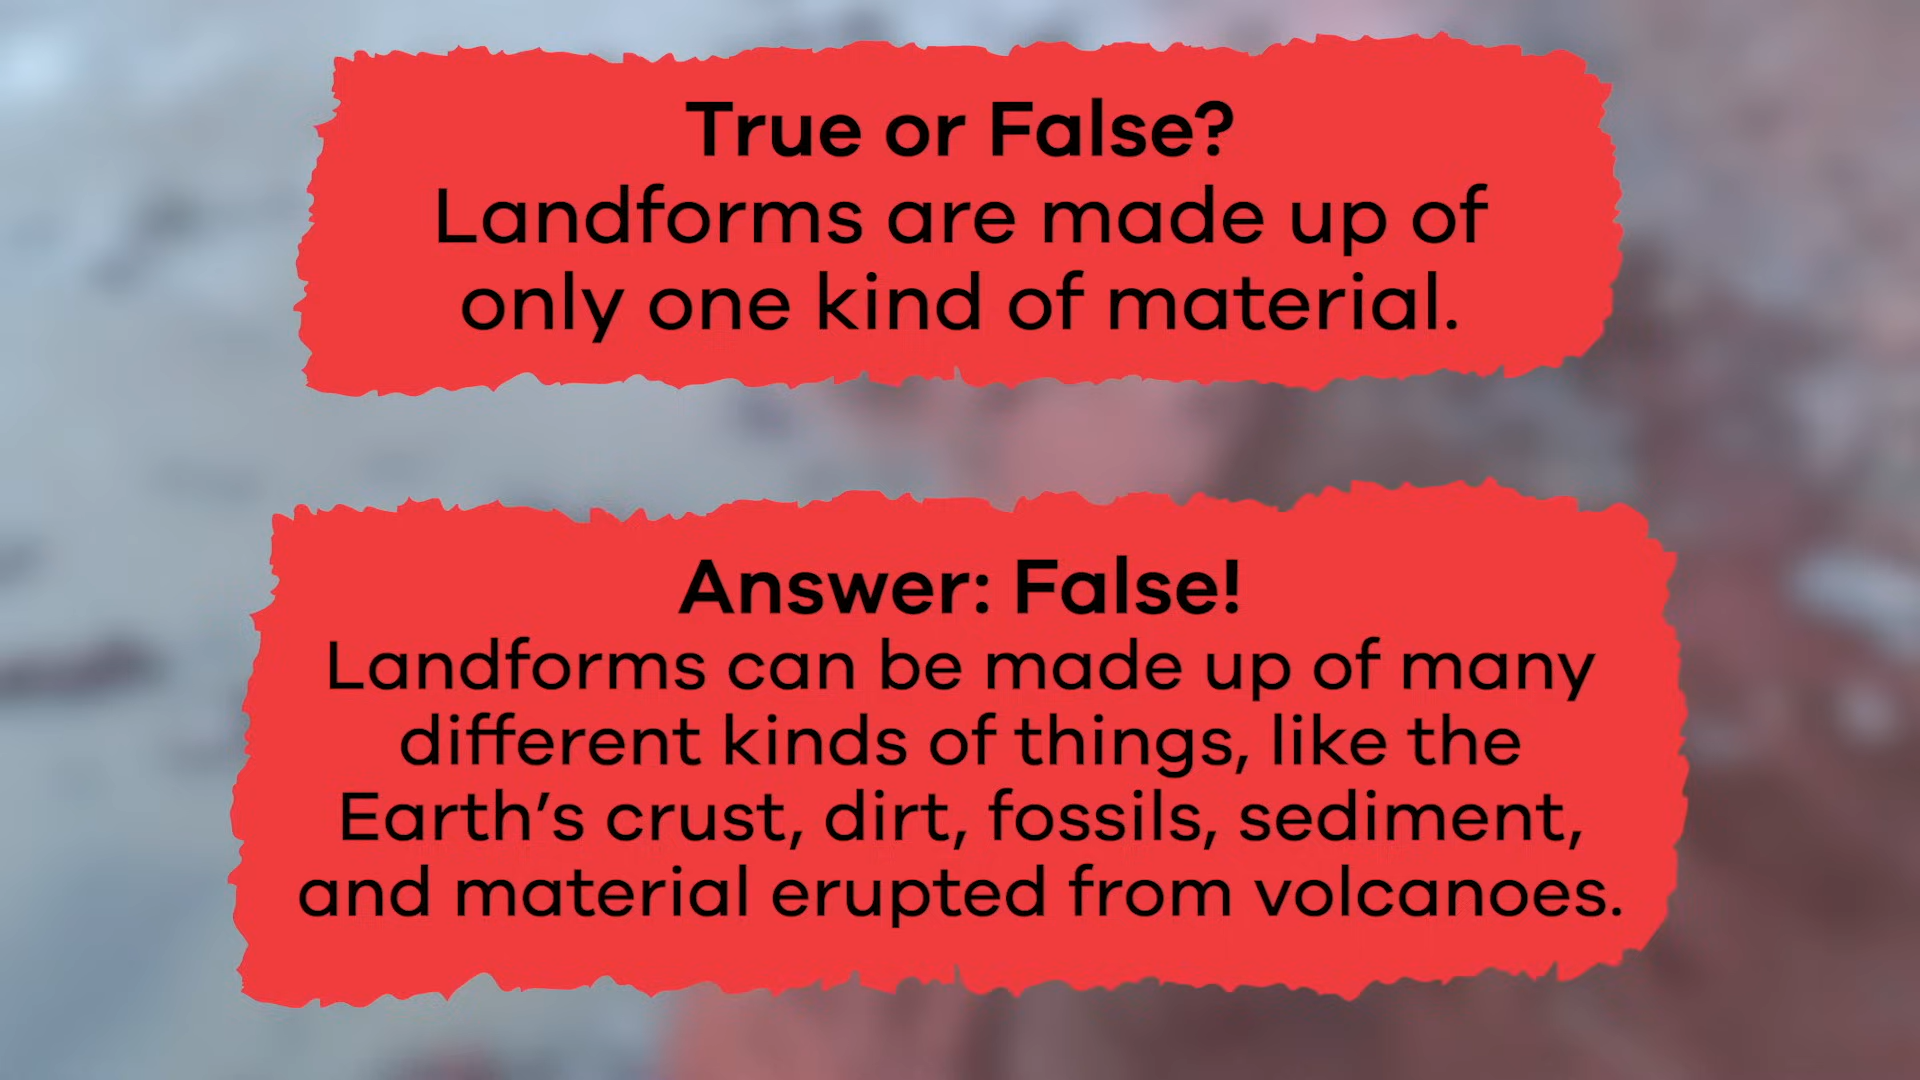 True or False?
Landforms are made up of
only one kind of material.
Answer: False!
Landforms can be made up of many
different kinds of things, like the
Earth’s crust, dirt, fossils, sediment,
and material erupted from volcanoes.